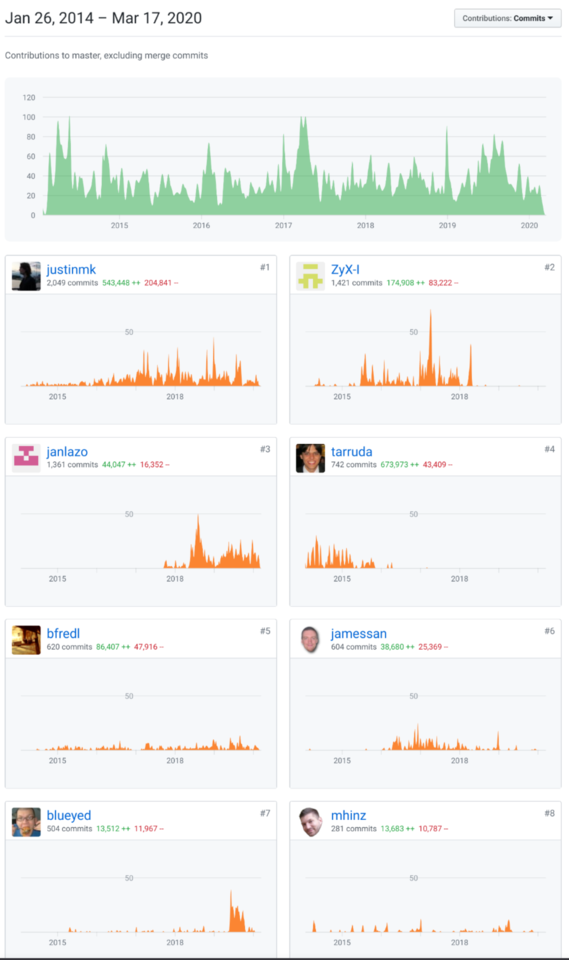 Jan 26, 2014 – Mar 17, 2020
Contributions: Commits
Contributions to master, excluding merge commits
120
100
80
60
40
20
0
2015 2016 2017 2018 2019 2020
justinmk #1
2,049 commits 543,448 ++ 204,841 --
50
2015 2018
ZyX-I #2
1,421 commits 174,908 ++ 83,222 --
50
2015 2018
janlazo #3
1,361 commits 44,047 ++ 16,352 --
50
2015 2018
tarruda #4
742 commits 673,973 ++ 43,409 --
50
2015 2018
bfredl #5
620 commits 86,407 ++ 47,916 --
50
2015 2018
jamessan #6
604 commits 38,680 ++ 25,369 --
50
2015 2018
blueyed #7
504 commits 13,512 ++ 11,967 --
50
2015 2018
mhinz #8
281 commits 13,683 ++ 10,787 --
50
2015 2018